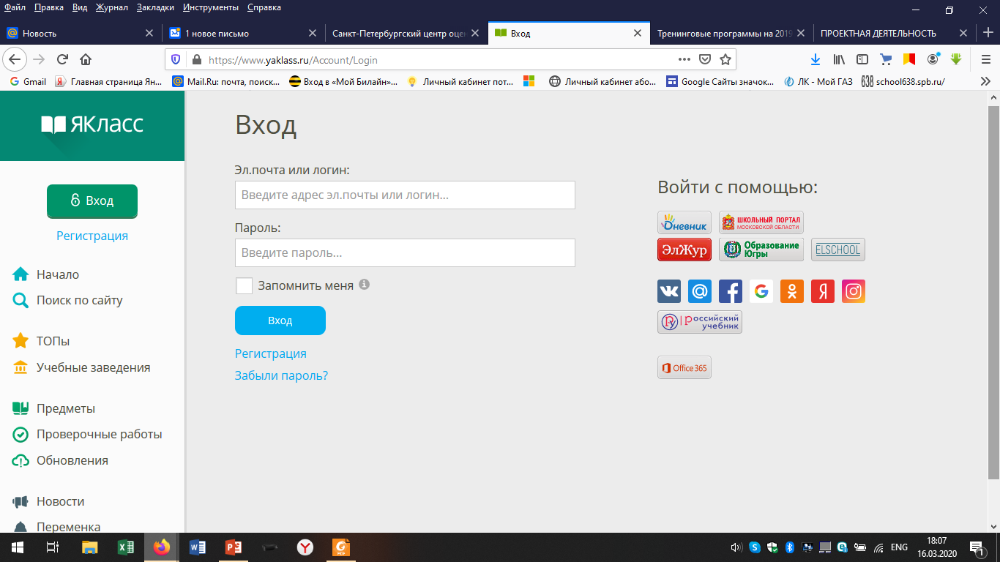 Файл Правка Вид Журнал Закладки Инструменты Справка
Новость
1 новое письмо
Санкт-Петербургский центр оцен
Вход
Тренинговые программы на 2019
ПРОЕКТНАЯ ДЕЯТЕЛЬНОСТЬ
https://www.yaklass.ru/Account/Login
Gmail
Главная страница Ян...
Mail.Ru: почта, поиск...
Вход в «Мой Билайн»...
Личный кабинет пот...
Личный кабинет або...
Google Сайты значок...
ЛК - Мой ГАЗ
school638.spb.ru/
ЯКласс
Вход
Регистрация
Начало
Поиск по сайту
ТОПы
Учебные заведения
Предметы
Проверочные работы
Обновления
Новости
Переменка
Вход
Эл.почта или логин:
Введите адрес эл.почты или логин...
Пароль:
Введите пароль...
Запомнить меня
Вход
Регистрация
Забыли пароль?
Войти с помощью:
Дневник
ШКОЛЬНЫЙ ПОРТАЛ
МОСКОВСКОЙ ОБЛАСТИ
ЭлЖур
Образование
Югры
ELSCHOOL
Российский
учебник
Office 365
ENG
18:07
16.03.2020